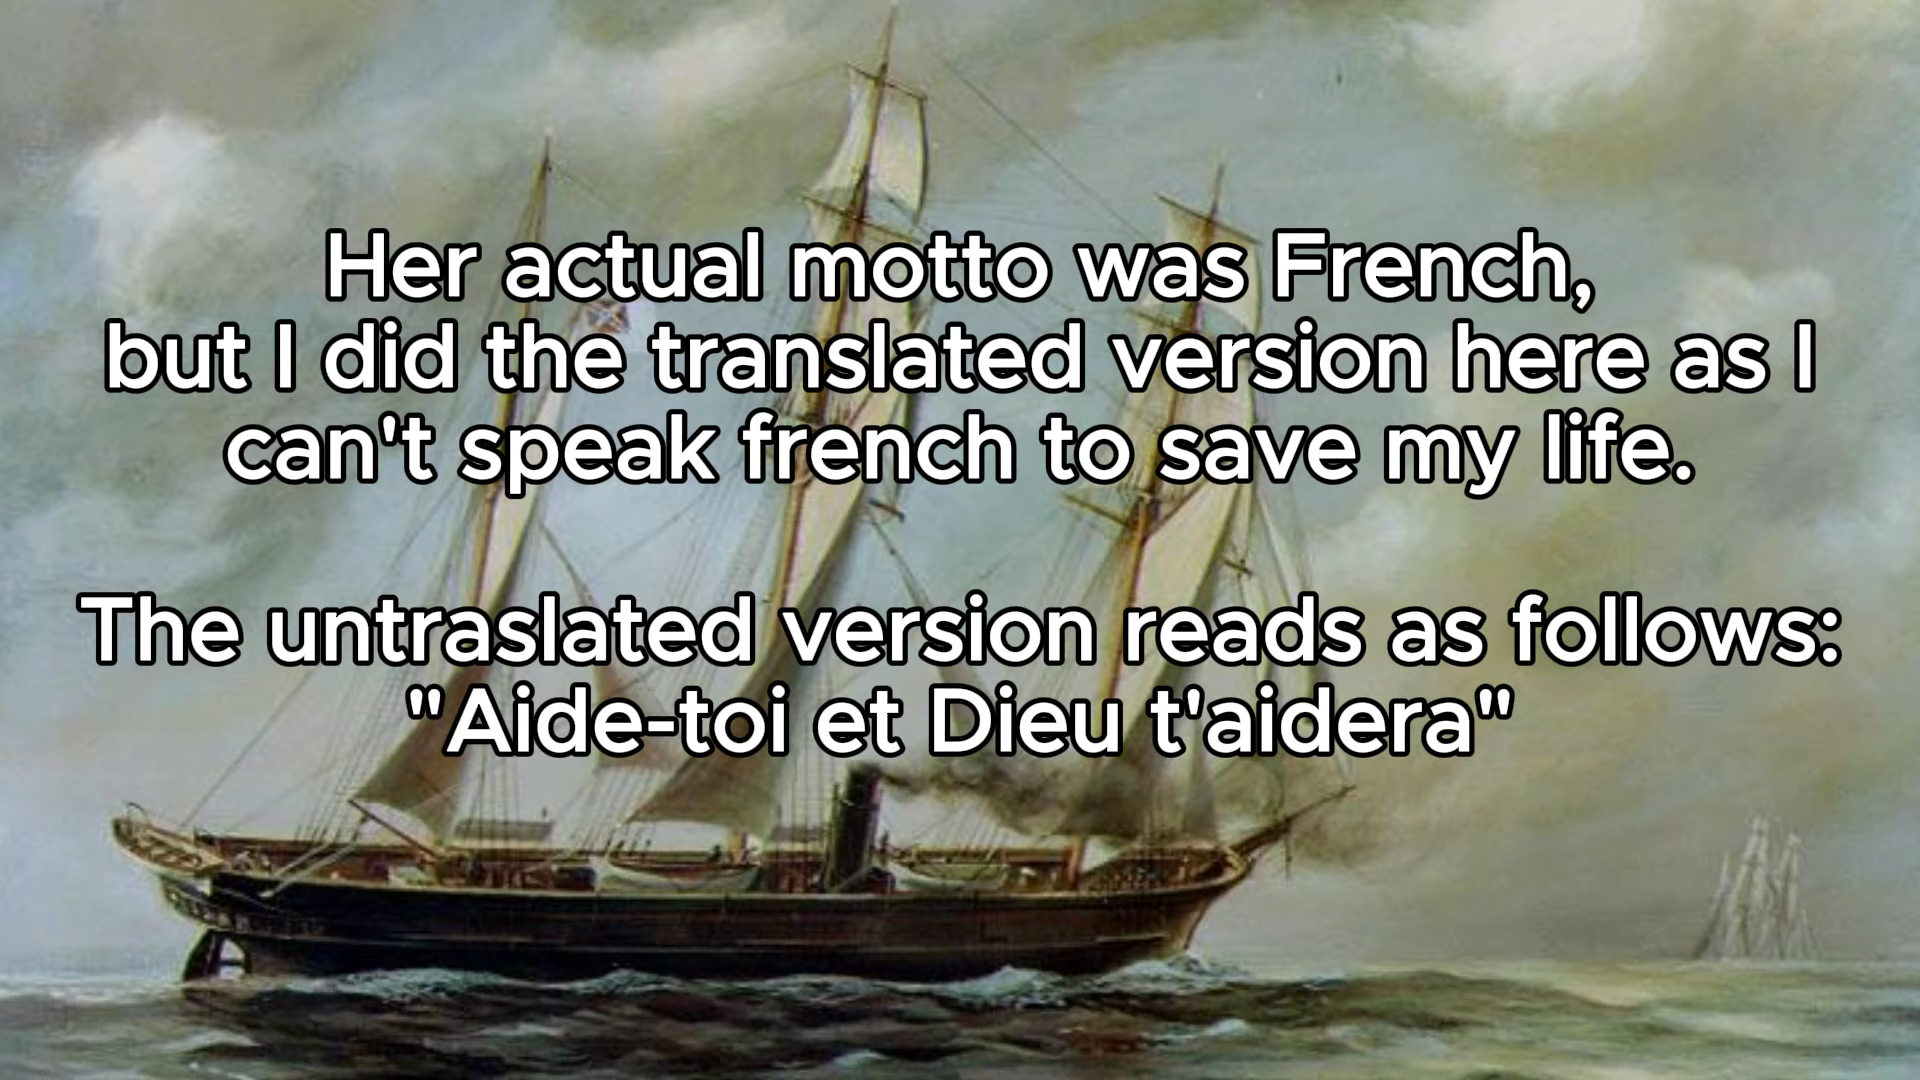 Her actual motto was French,
but I did the translated version here as I
can't speak french to save my life.
The untraslated version reads as follows:
"Aide-toi et Dieu t'aidera"